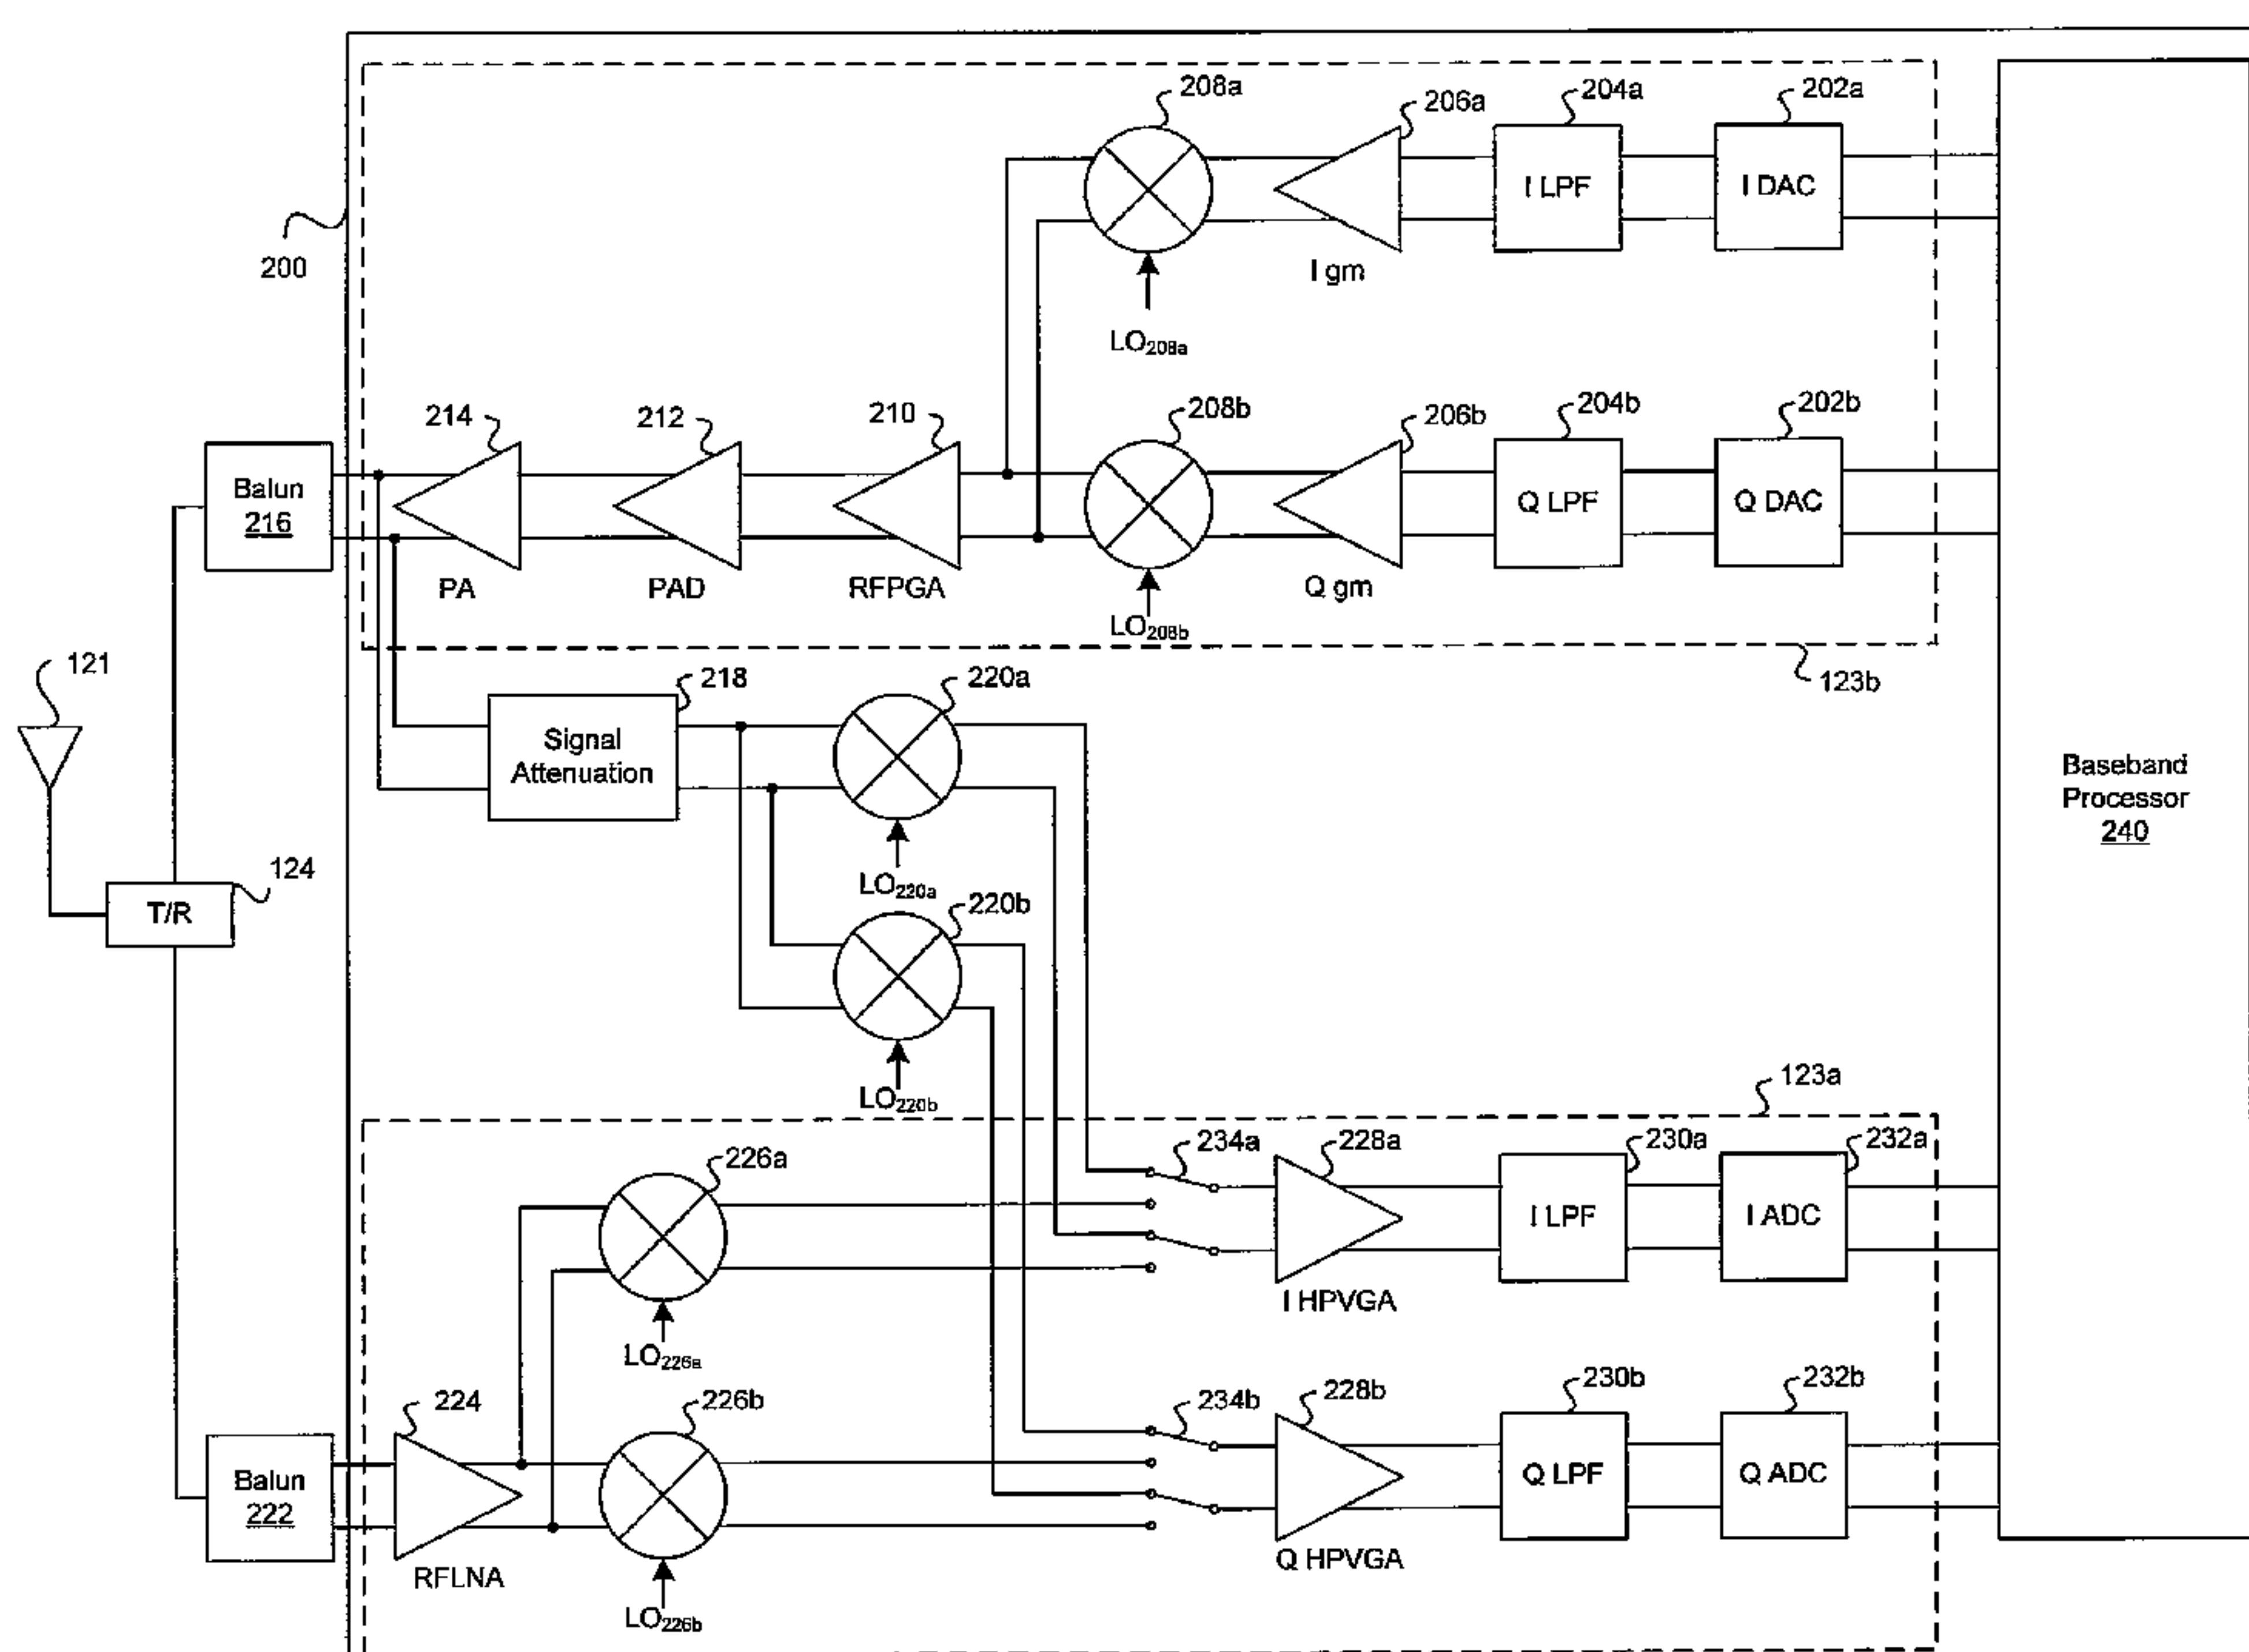 208a
206a
204a
202a
I LPF
I DAC
200
I gm
LO208a
214
212
210
208b
206b
204b
202b
Balun
216
Q LPF
Q DAC
PA
PAD
RFPGA
Q gm
LO208b
121
218
220a
123b
Signal
Attenuation
Baseband
Processor
240
124
T/R
LO220a
220b
LO220b
123a
226a
234a
228a
230a
232a
I LPF
I ADC
I HPVGA
LO226a
224
226b
234b
228b
230b
232b
Balun
222
Q LPF
Q ADC
RFLNA
Q HPVGA
LO226b